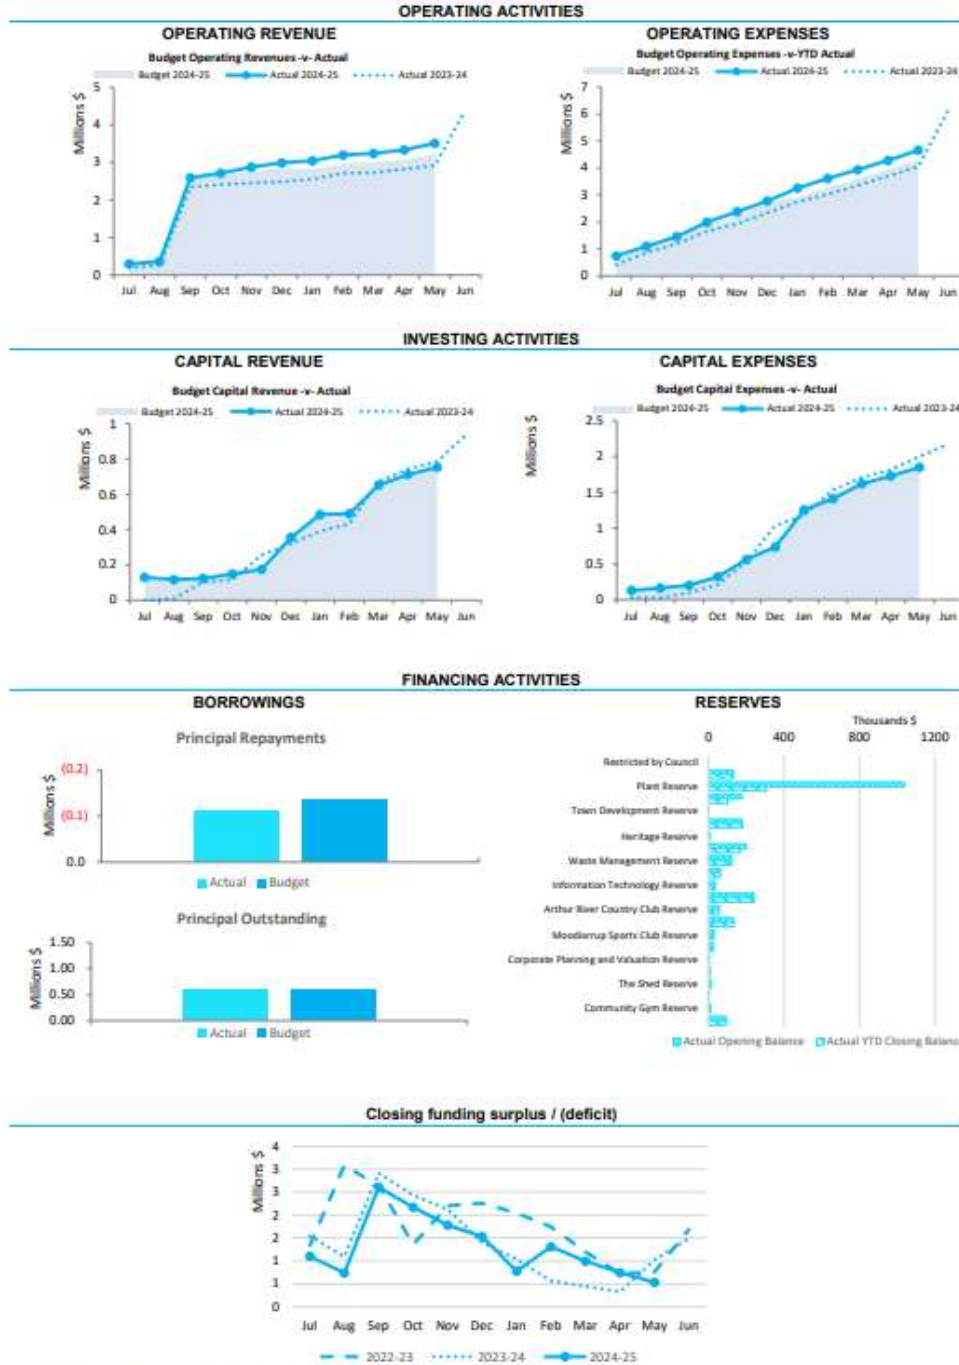 OPERATING ACTIVITIES
OPERATING REVENUE
Budget Operating Revenues -v- Actual
Budget 2024-25 Actual 2024-25 Actual 2023-24
Millions $
5
4
3
2
1
0
Jul Aug Sep Oct Nov Dec Jan Feb Mar Apr May Jun
OPERATING EXPENSES
Budget Operating Expenses -v-YTD Actual
Budget 2024-25 Actual 2024-25 Actual 2023-24
Millions $
7
6
5
4
3
2
1
0
Jul Aug Sep Oct Nov Dec Jan Feb Mar Apr May Jun
INVESTING ACTIVITIES
CAPITAL REVENUE
Budget Capital Revenue -v- Actual
Budget 2024-25 Actual 2024-25 Actual 2023-24
Millions $
1
0.8
0.6
0.4
0.2
0
Jul Aug Sep Oct Nov Dec Jan Feb Mar Apr May Jun
CAPITAL EXPENSES
Budget Capital Expenses -v- Actual
Budget 2024-25 Actual 2024-25 Actual 2023-24
Millions $
2.5
2
1.5
1
0.5
0
Jul Aug Sep Oct Nov Dec Jan Feb Mar Apr May Jun
FINANCING ACTIVITIES
BORROWINGS
Principal Repayments
Millions $
(0.2)
(0.1)
0.0
Actual Budget
Principal Outstanding
Millions $
1.50
1.00
0.50
0.00
Actual Budget
RESERVES
Thousands $
0 400 800 1200
Restricted by Council
Plant Reserve
Town Development Reserve
Heritage Reserve
Waste Management Reserve
Information Technology Reserve
Arthur River Country Club Reserve
Moodiarrup Sports Club Reserve
Corporate Planning and Valuation Reserve
The Shed Reserve
Community Gym Reserve
Actual Opening Balance Actual YTD Closing Balanc
Closing funding surplus / (deficit)
Millions $
4
3
3
2
2
1
1
0
Jul Aug Sep Oct Nov Dec Jan Feb Mar Apr May Jun
2022-23 2023-24 2024-25